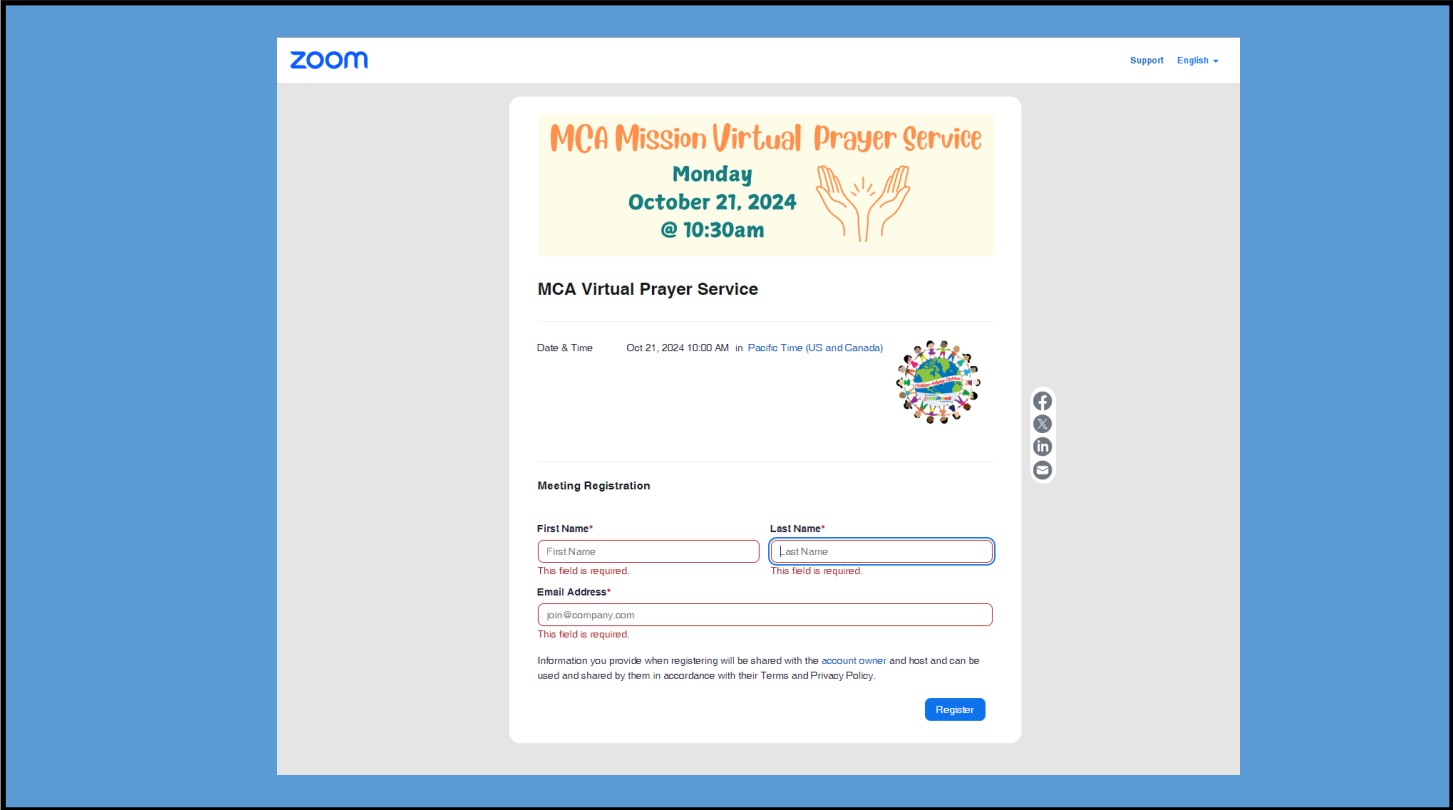 zoom
Support English
MCA Mission Virtual Prayer Service
Monday
October 21, 2024
@ 10:30am
MCA Virtual Prayer Service
Date & Time Oct 21, 2024 10:00 AM in Pacific Time (US and Canada)
Children Helping Children
Meeting Registration
First Name* Last Name*
First Name Last Name
This field is required. This field is required.
Email Address*
join@company.com
This field is required.
Information you provide when registering will be shared with the account owner and host and can be
used and shared by them in accordance with their Terms and Privacy Policy.
Register